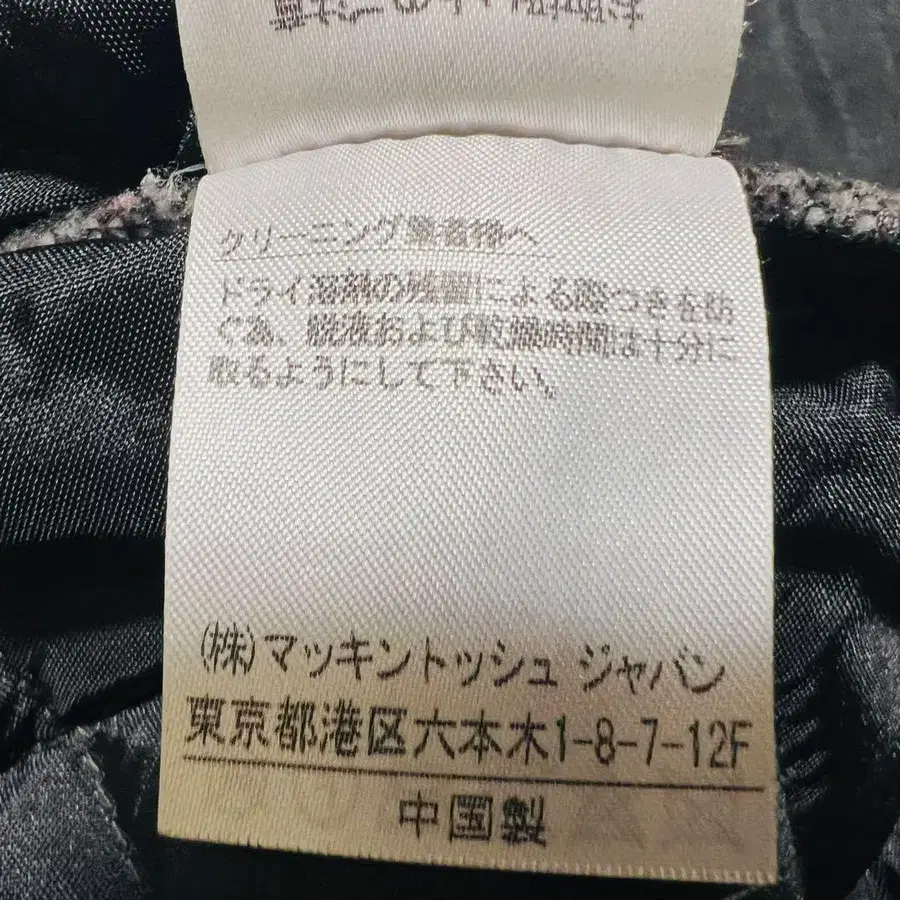 クリーニング業者様へ
ドライ溶剤の残留による際つきを防
ぐ為、脱液および乾燥時間は十分に
取るようにして下さい。
(株)マッキントッシュ ジャパン
東京都港区六本木1-8-7-12F
中国製